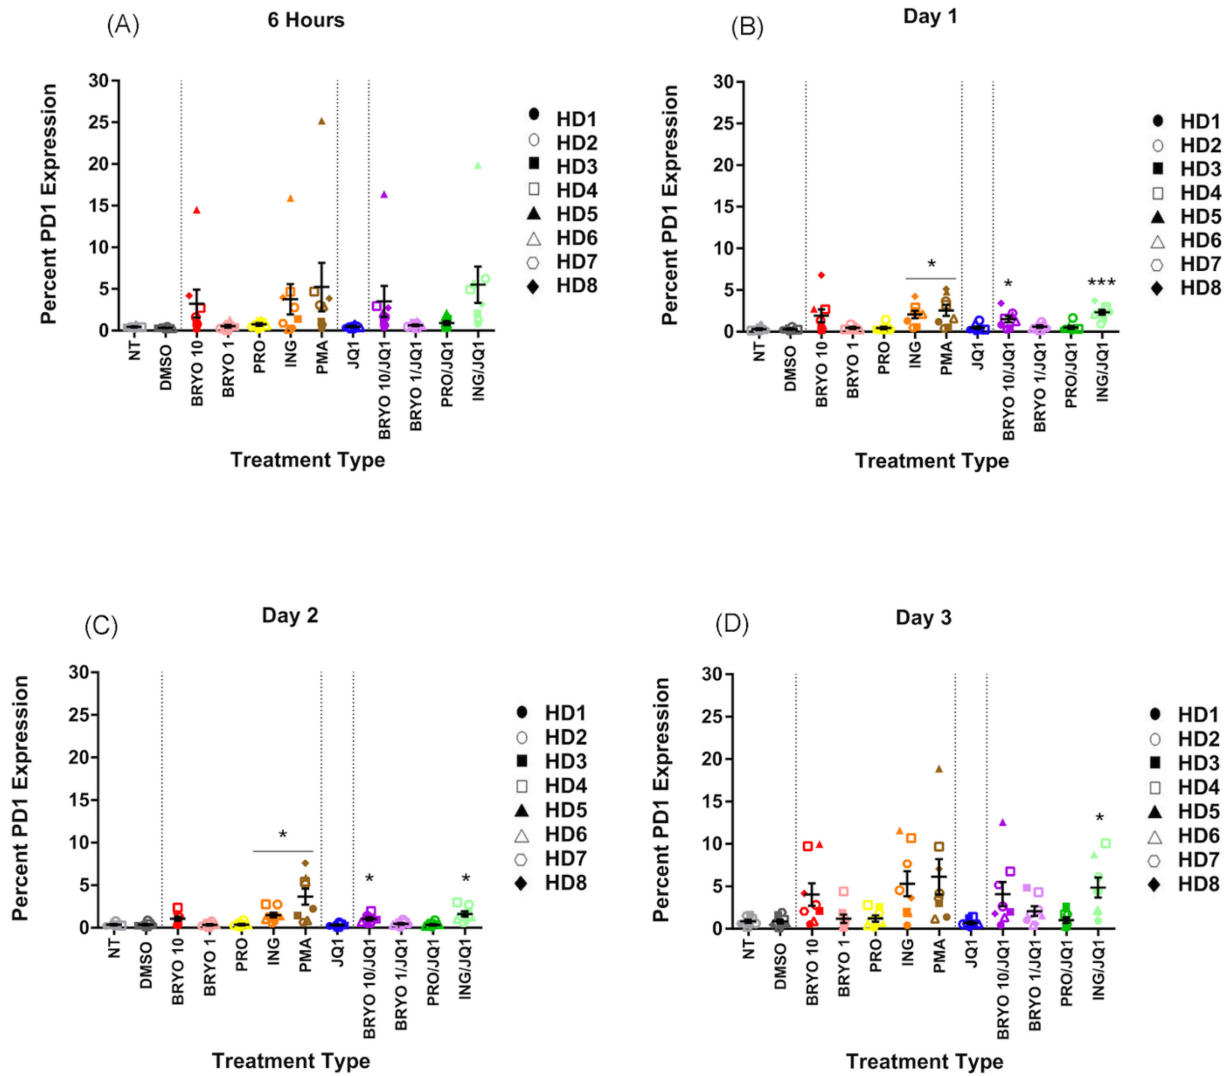 (A)
6 Hours
Percent PD1 Expression
30
25
20
15
10
5
0
NT
DMSO
BRYO 10
BRYO 1
PRO
ING
PMA
JQ1
BRYO 10/JQ1
BRYO 1/JQ1
PRO/JQ1
ING/JQ1
Treatment Type
HD1
HD2
HD3
HD4
HD5
HD6
HD7
HD8
(B)
Day 1
Percent PD1 Expression
30
25
20
15
10
5
0
*
*
***
NT
DMSO
BRYO 10
BRYO 1
PRO
ING
PMA
JQ1
BRYO 10/JQ1
BRYO 1/JQ1
PRO/JQ1
ING/JQ1
Treatment Type
HD1
HD2
HD3
HD4
HD5
HD6
HD7
HD8
(C)
Day 2
Percent PD1 Expression
30
25
20
15
10
5
0
*
*
*
NT
DMSO
BRYO 10
BRYO 1
PRO
ING
PMA
JQ1
BRYO 10/JQ1
BRYO 1/JQ1
PRO/JQ1
ING/JQ1
Treatment Type
HD1
HD2
HD3
HD4
HD5
HD6
HD7
HD8
(D)
Day 3
Percent PD1 Expression
30
25
20
15
10
5
0
*
NT
DMSO
BRYO 10
BRYO 1
PRO
ING
PMA
JQ1
BRYO 10/JQ1
BRYO 1/JQ1
PRO/JQ1
ING/JQ1
Treatment Type
HD1
HD2
HD3
HD4
HD5
HD6
HD7
HD8